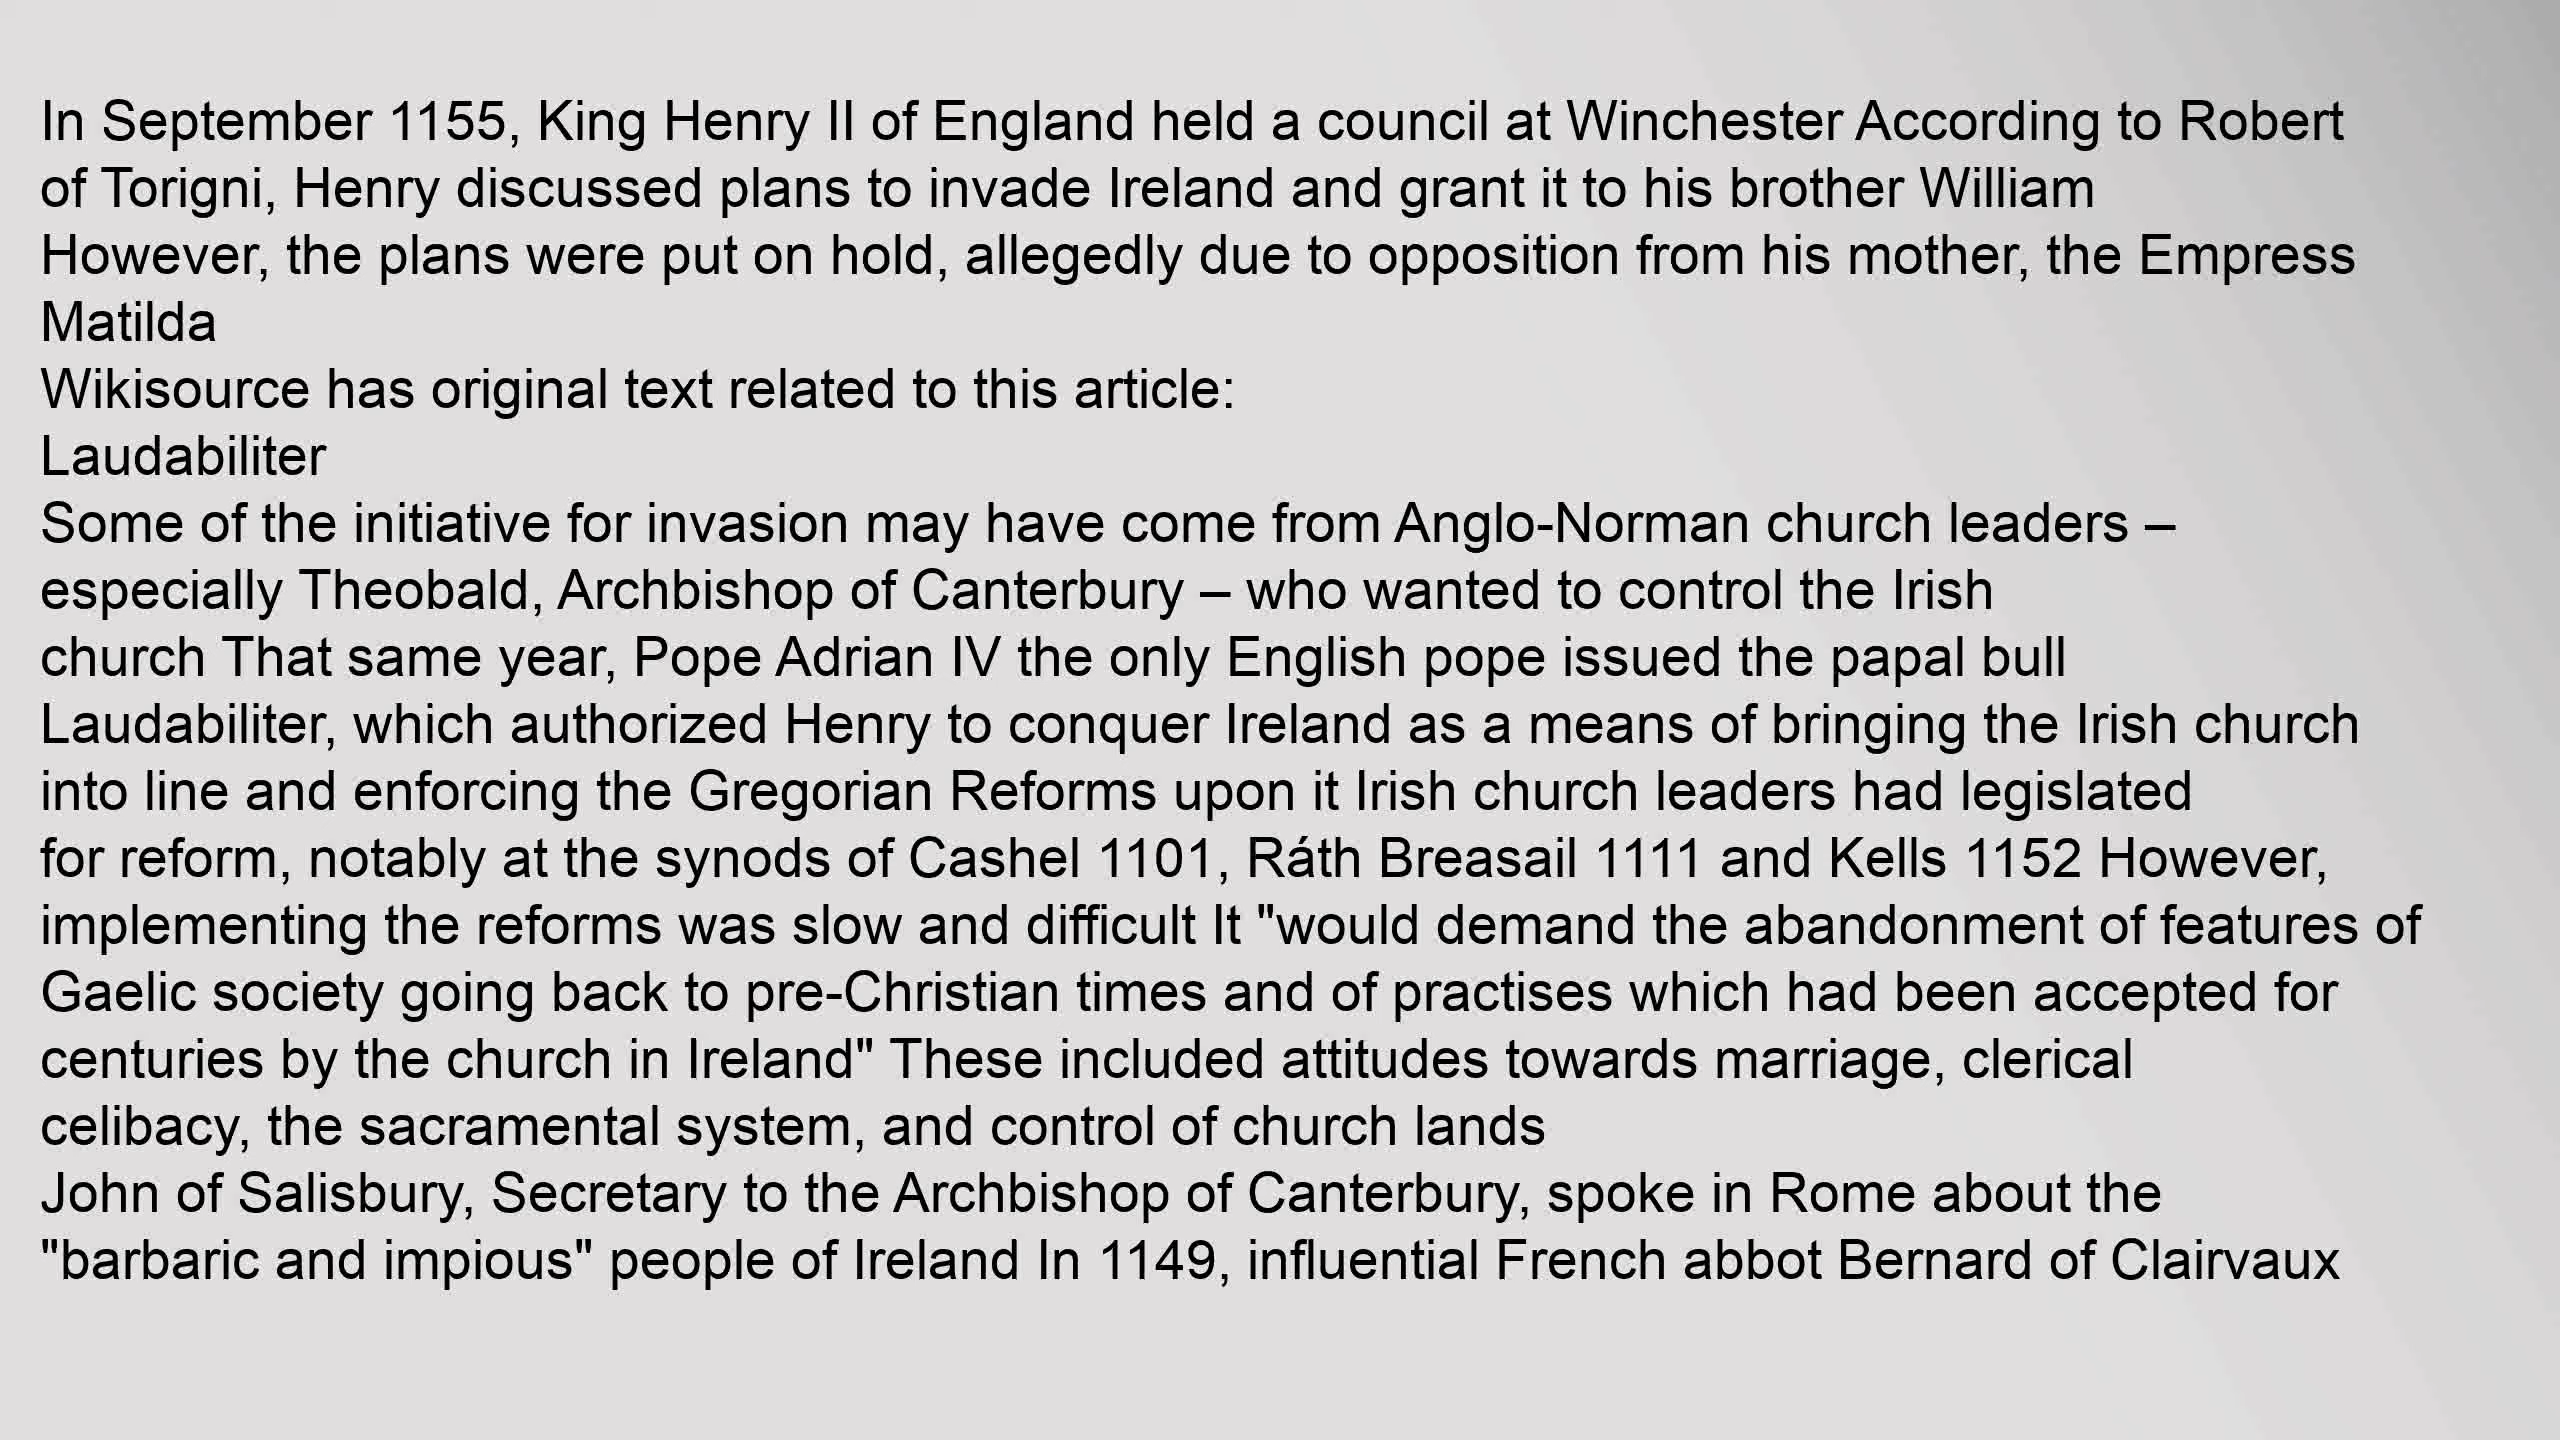 In September 1155, King Henry II of England held a council at Winchester According to Robert
of Torigni, Henry discussed plans to invade Ireland and grant it to his brother William
However, the plans were put on hold, allegedly due to opposition from his mother, the Empress
Matilda
Wikisource has original text related to this article:
Laudabiliter
Some of the initiative for invasion may have come from Anglo-Norman church leaders –
especially Theobald, Archbishop of Canterbury – who wanted to control the Irish
church That same year, Pope Adrian IV the only English pope issued the papal bull
Laudabiliter, which authorized Henry to conquer Ireland as a means of bringing the Irish church
into line and enforcing the Gregorian Reforms upon it Irish church leaders had legislated
for reform, notably at the synods of Cashel 1101, Ráth Breasail 1111 and Kells 1152 However,
implementing the reforms was slow and difficult It "would demand the abandonment of features of
Gaelic society going back to pre-Christian times and of practises which had been accepted for
centuries by the church in Ireland" These included attitudes towards marriage, clerical
celibacy, the sacramental system, and control of church lands
John of Salisbury, Secretary to the Archbishop of Canterbury, spoke in Rome about the
"barbaric and impious" people of Ireland In 1149, influential French abbot Bernard of Clairvaux